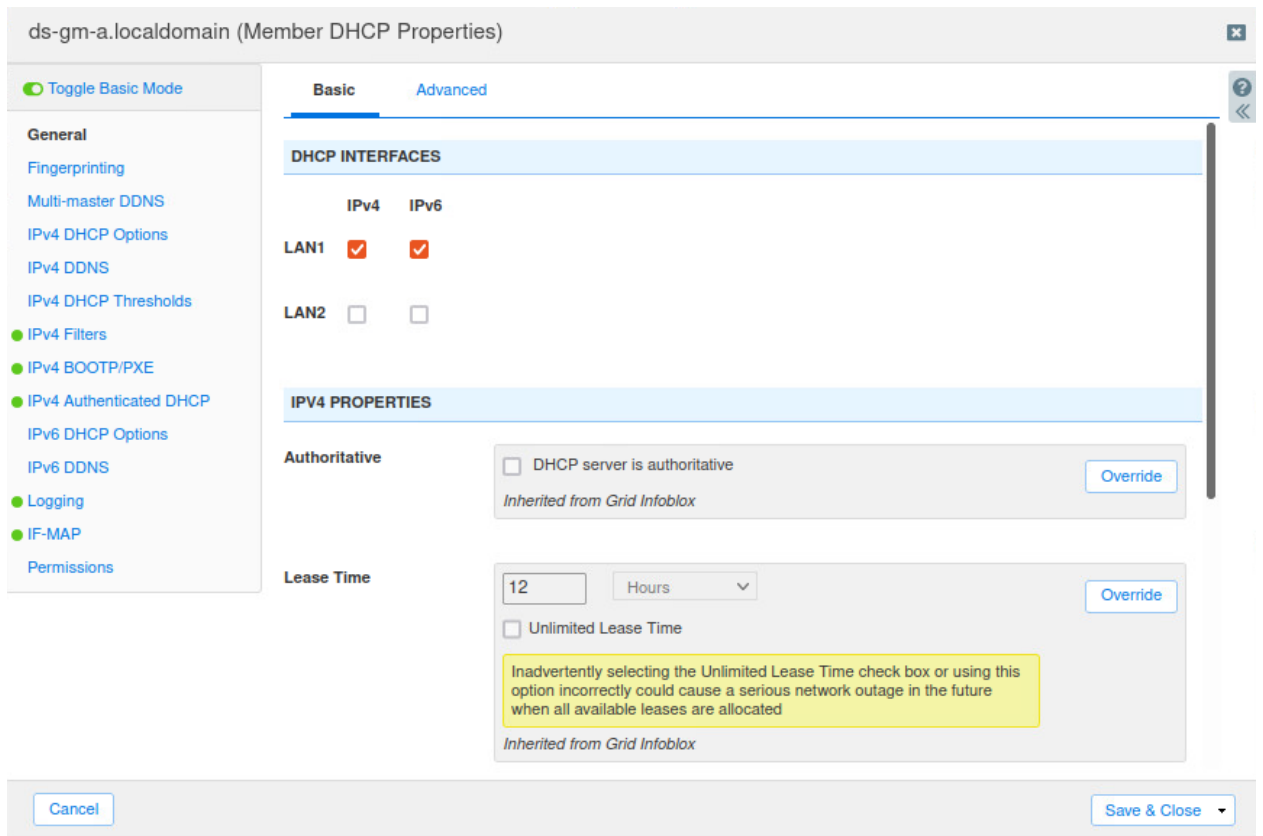 ds-gm-a.localdomain (Member DHCP Properties)
Toggle Basic Mode
General
Fingerprinting
Multi-master DDNS
IPv4 DHCP Options
IPv4 DDNS
IPv4 DHCP Thresholds
IPv4 Filters
IPv4 BOOTP/PXE
IPv4 Authenticated DHCP
IPv6 DHCP Options
IPv6 DDNS
Logging
IF-MAP
Permissions
Basic Advanced
DHCP INTERFACES
IPv4 IPv6
LAN1
LAN2
IPV4 PROPERTIES
Authoritative
DHCP server is authoritative
Override
Inherited from Grid Infoblox
Lease Time
12 Hours
Override
Unlimited Lease Time
Inadvertently selecting the Unlimited Lease Time check box or using this
option incorrectly could cause a serious network outage in the future
when all available leases are allocated
Inherited from Grid Infoblox
Cancel
Save & Close